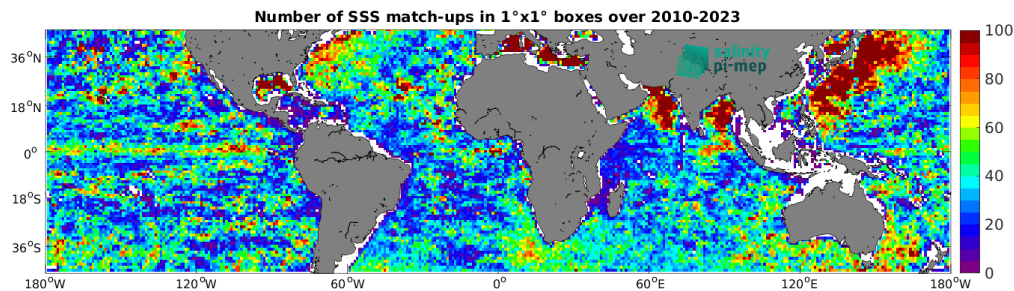 Number of SSS match-ups in 1°x1° boxes over 2010-2023
salinity
pi-mep
36°N
18°N
0°
18°S
36°S
180°W
120°W
60°W
0°
60°E
120°E
180°W
100
80
60
40
20
0